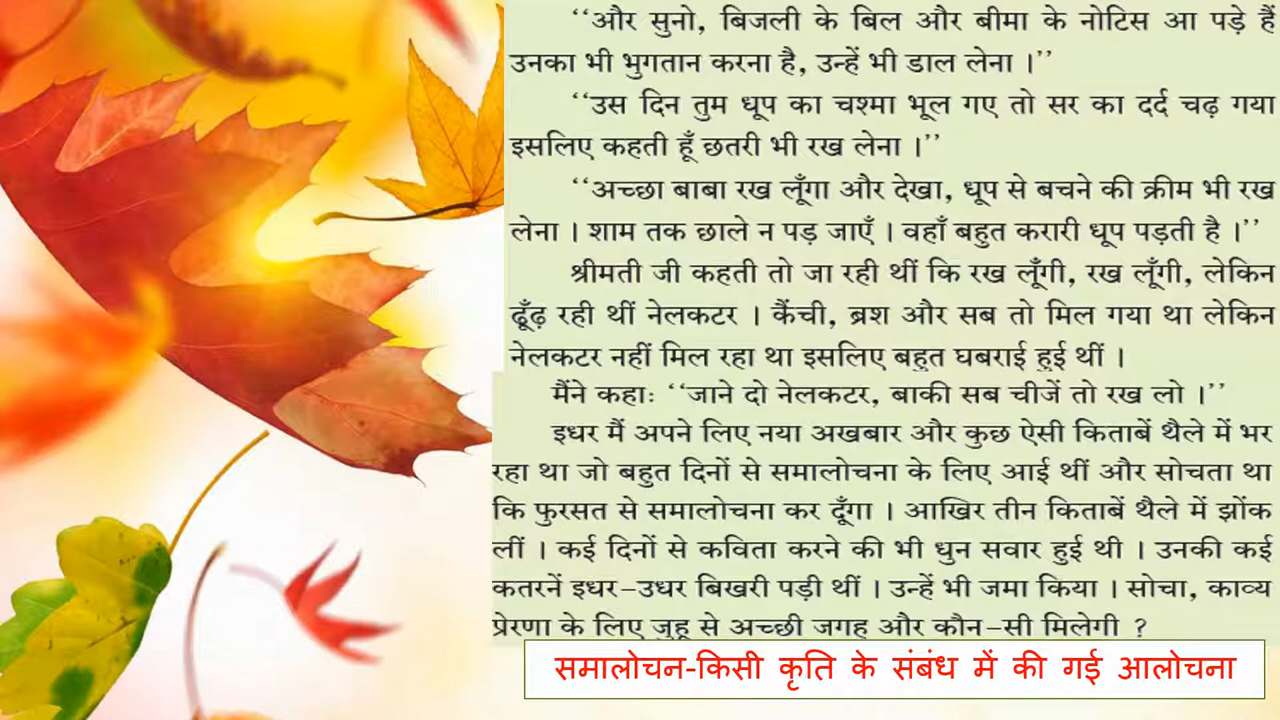 ‘‘और सुनो, बिजली के बिल और बीमा के नोटिस आ पड़े हैं
उनका भी भुगतान करना है, उन्हें भी डाल लेना ।’’
‘‘उस दिन तुम धूप का चश्मा भूल गए तो सर का दर्द चढ़ गया
इसलिए कहती हूँ छतरी भी रख लेना ।’’
‘‘अच्छा बाबा रख लूँगा और देखा, धूप से बचने की क्रीम भी रख
लेना । शाम तक छाले न पड़ जाएँ । वहाँ बहुत करारी धूप पड़ती है ।’’
श्रीमती जी कहती तो जा रही थीं कि रख लूँगी, रख लूँगी, लेकिन
ढूँढ़ रही थीं नेलकटर । कैंची, ब्रश और सब तो मिल गया था लेकिन
नेलकटर नहीं मिल रहा था इसलिए बहुत घबराई हुई थीं ।
मैंने कहाः ‘‘जाने दो नेलकटर, बाकी सब चीजें तो रख लो ।’’
इधर मैं अपने लिए नया अखबार और कुछ ऐसी किताबें थैले में भर
रहा था जो बहुत दिनों से समालोचना के लिए आई थीं और सोचता था
कि फुरसत से समालोचना कर दूँगा । आखिर तीन किताबें थैले में झोंक
लीं । कई दिनों से कविता करने की भी धुन सवार हुई थी । उनकी कई
कतरनें इधर-उधर बिखरी पड़ी थीं । उन्हें भी जमा किया । सोचा, काव्य
प्रेरणा के लिए जुहू से अच्छी जगह और कौन-सी मिलेगी ?
समालोचन-किसी कृति के संबंध में की गई आलोचना